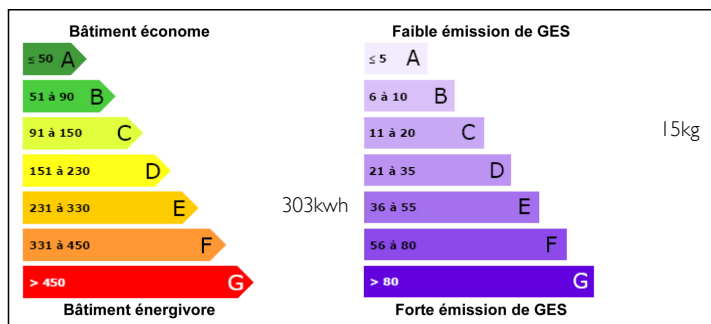 Bâtiment économe
≤ 50 A
51 à 90 B
91 à 150 C
151 à 230 D
231 à 330 E
303kwh
331 à 450 F
> 450 G
Bâtiment énergivore
Faible émission de GES
≤ 5 A
6 à 10 B
11 à 20 C
15kg
21 à 35 D
36 à 55 E
56 à 80 F
> 80 G
Forte émission de GES